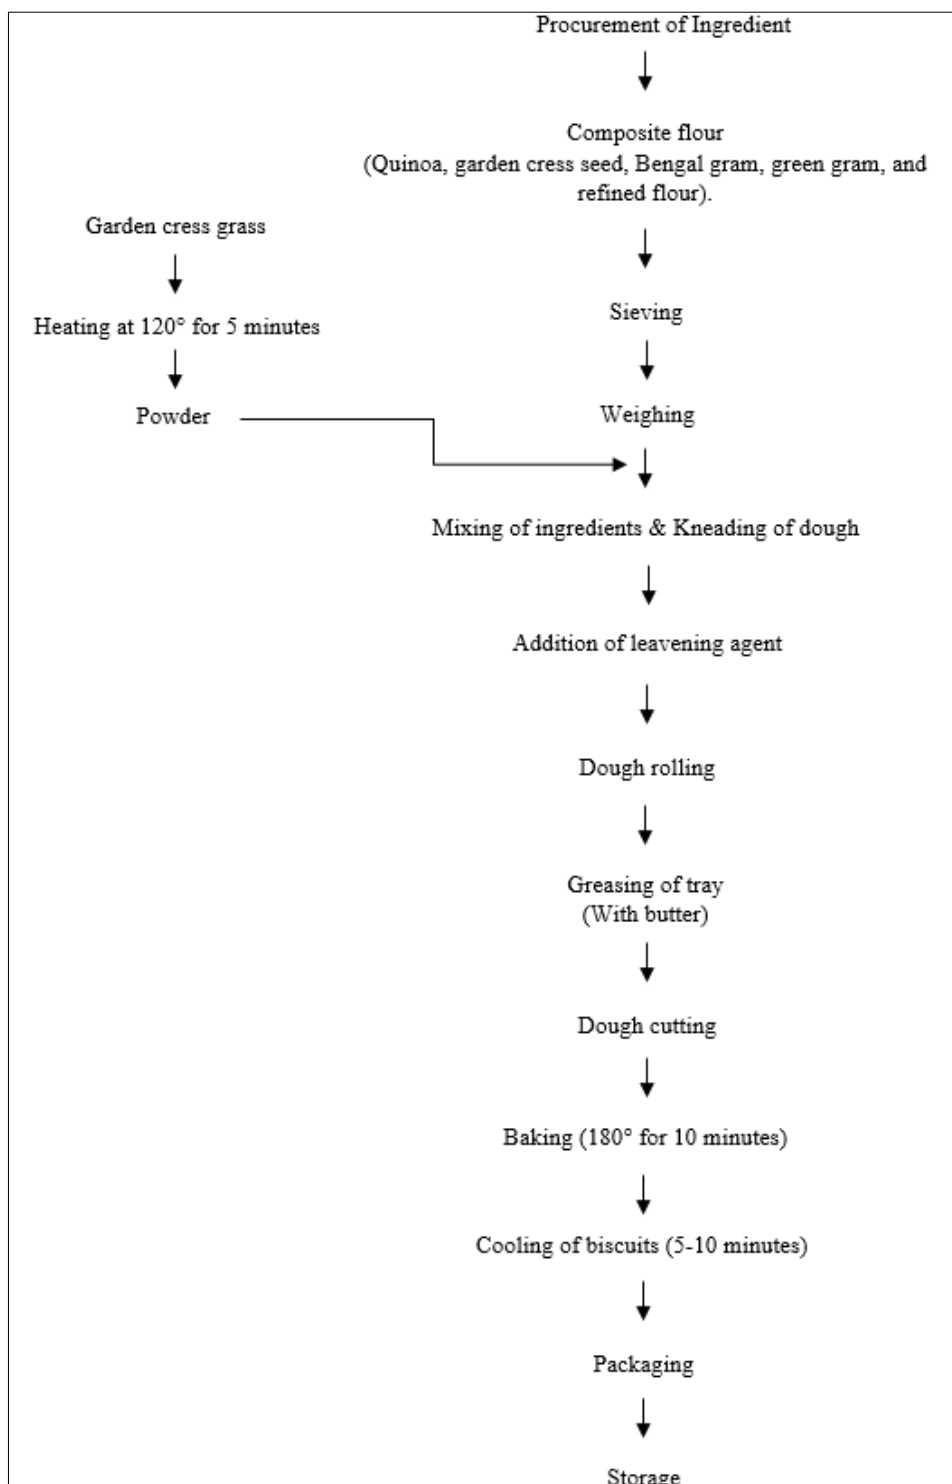 Procurement of Ingredient
Composite flour
(Quinoa, garden cress seed, Bengal gram, green gram, and
refined flour).
Garden cress grass
Heating at 120° for 5 minutes
Powder
Sieving
Weighing
Mixing of ingredients & Kneading of dough
Addition of leavening agent
Dough rolling
Greasing of tray
(With butter)
Dough cutting
Baking (180° for 10 minutes)
Cooling of biscuits (5-10 minutes)
Packaging
Storage